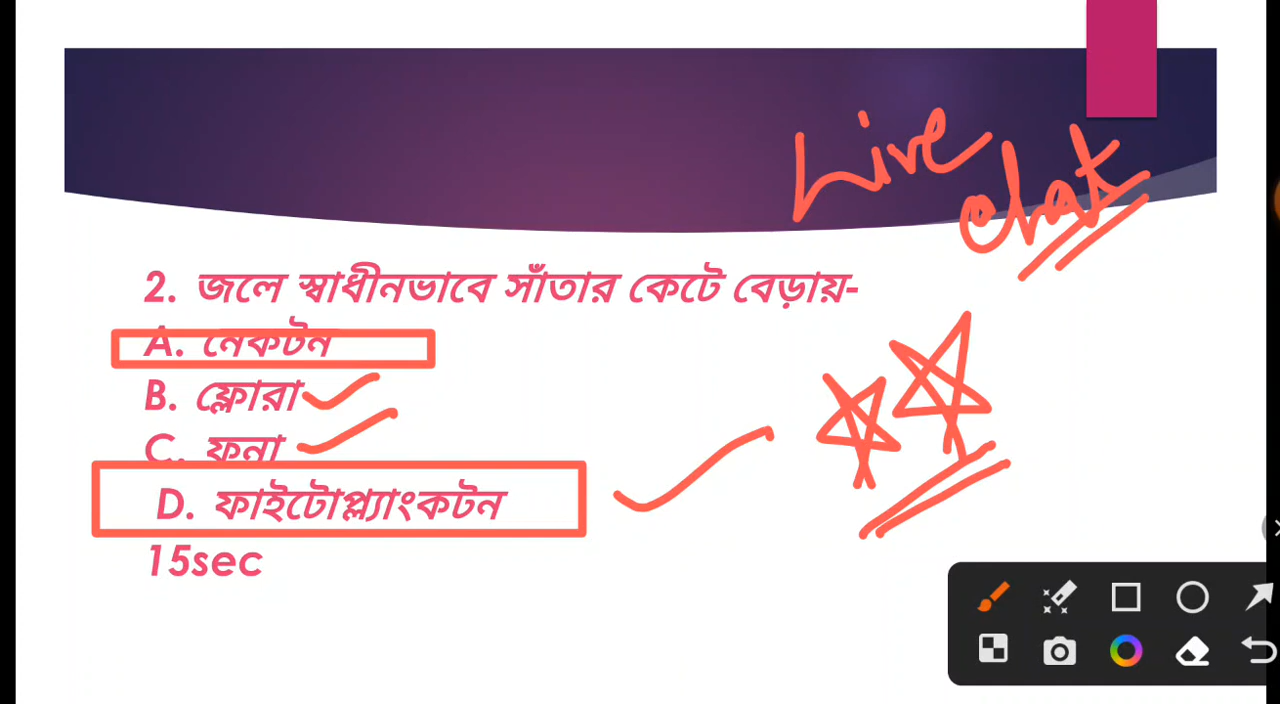 Live
chat
2. জলে স্বাধীনভাবে সাঁতার কেটে বেড়ায়-
A. নেকটন
B. ফ্লোরা
C. ফনা
D. ফাইটোপ্ল্যাংকটন
15sec